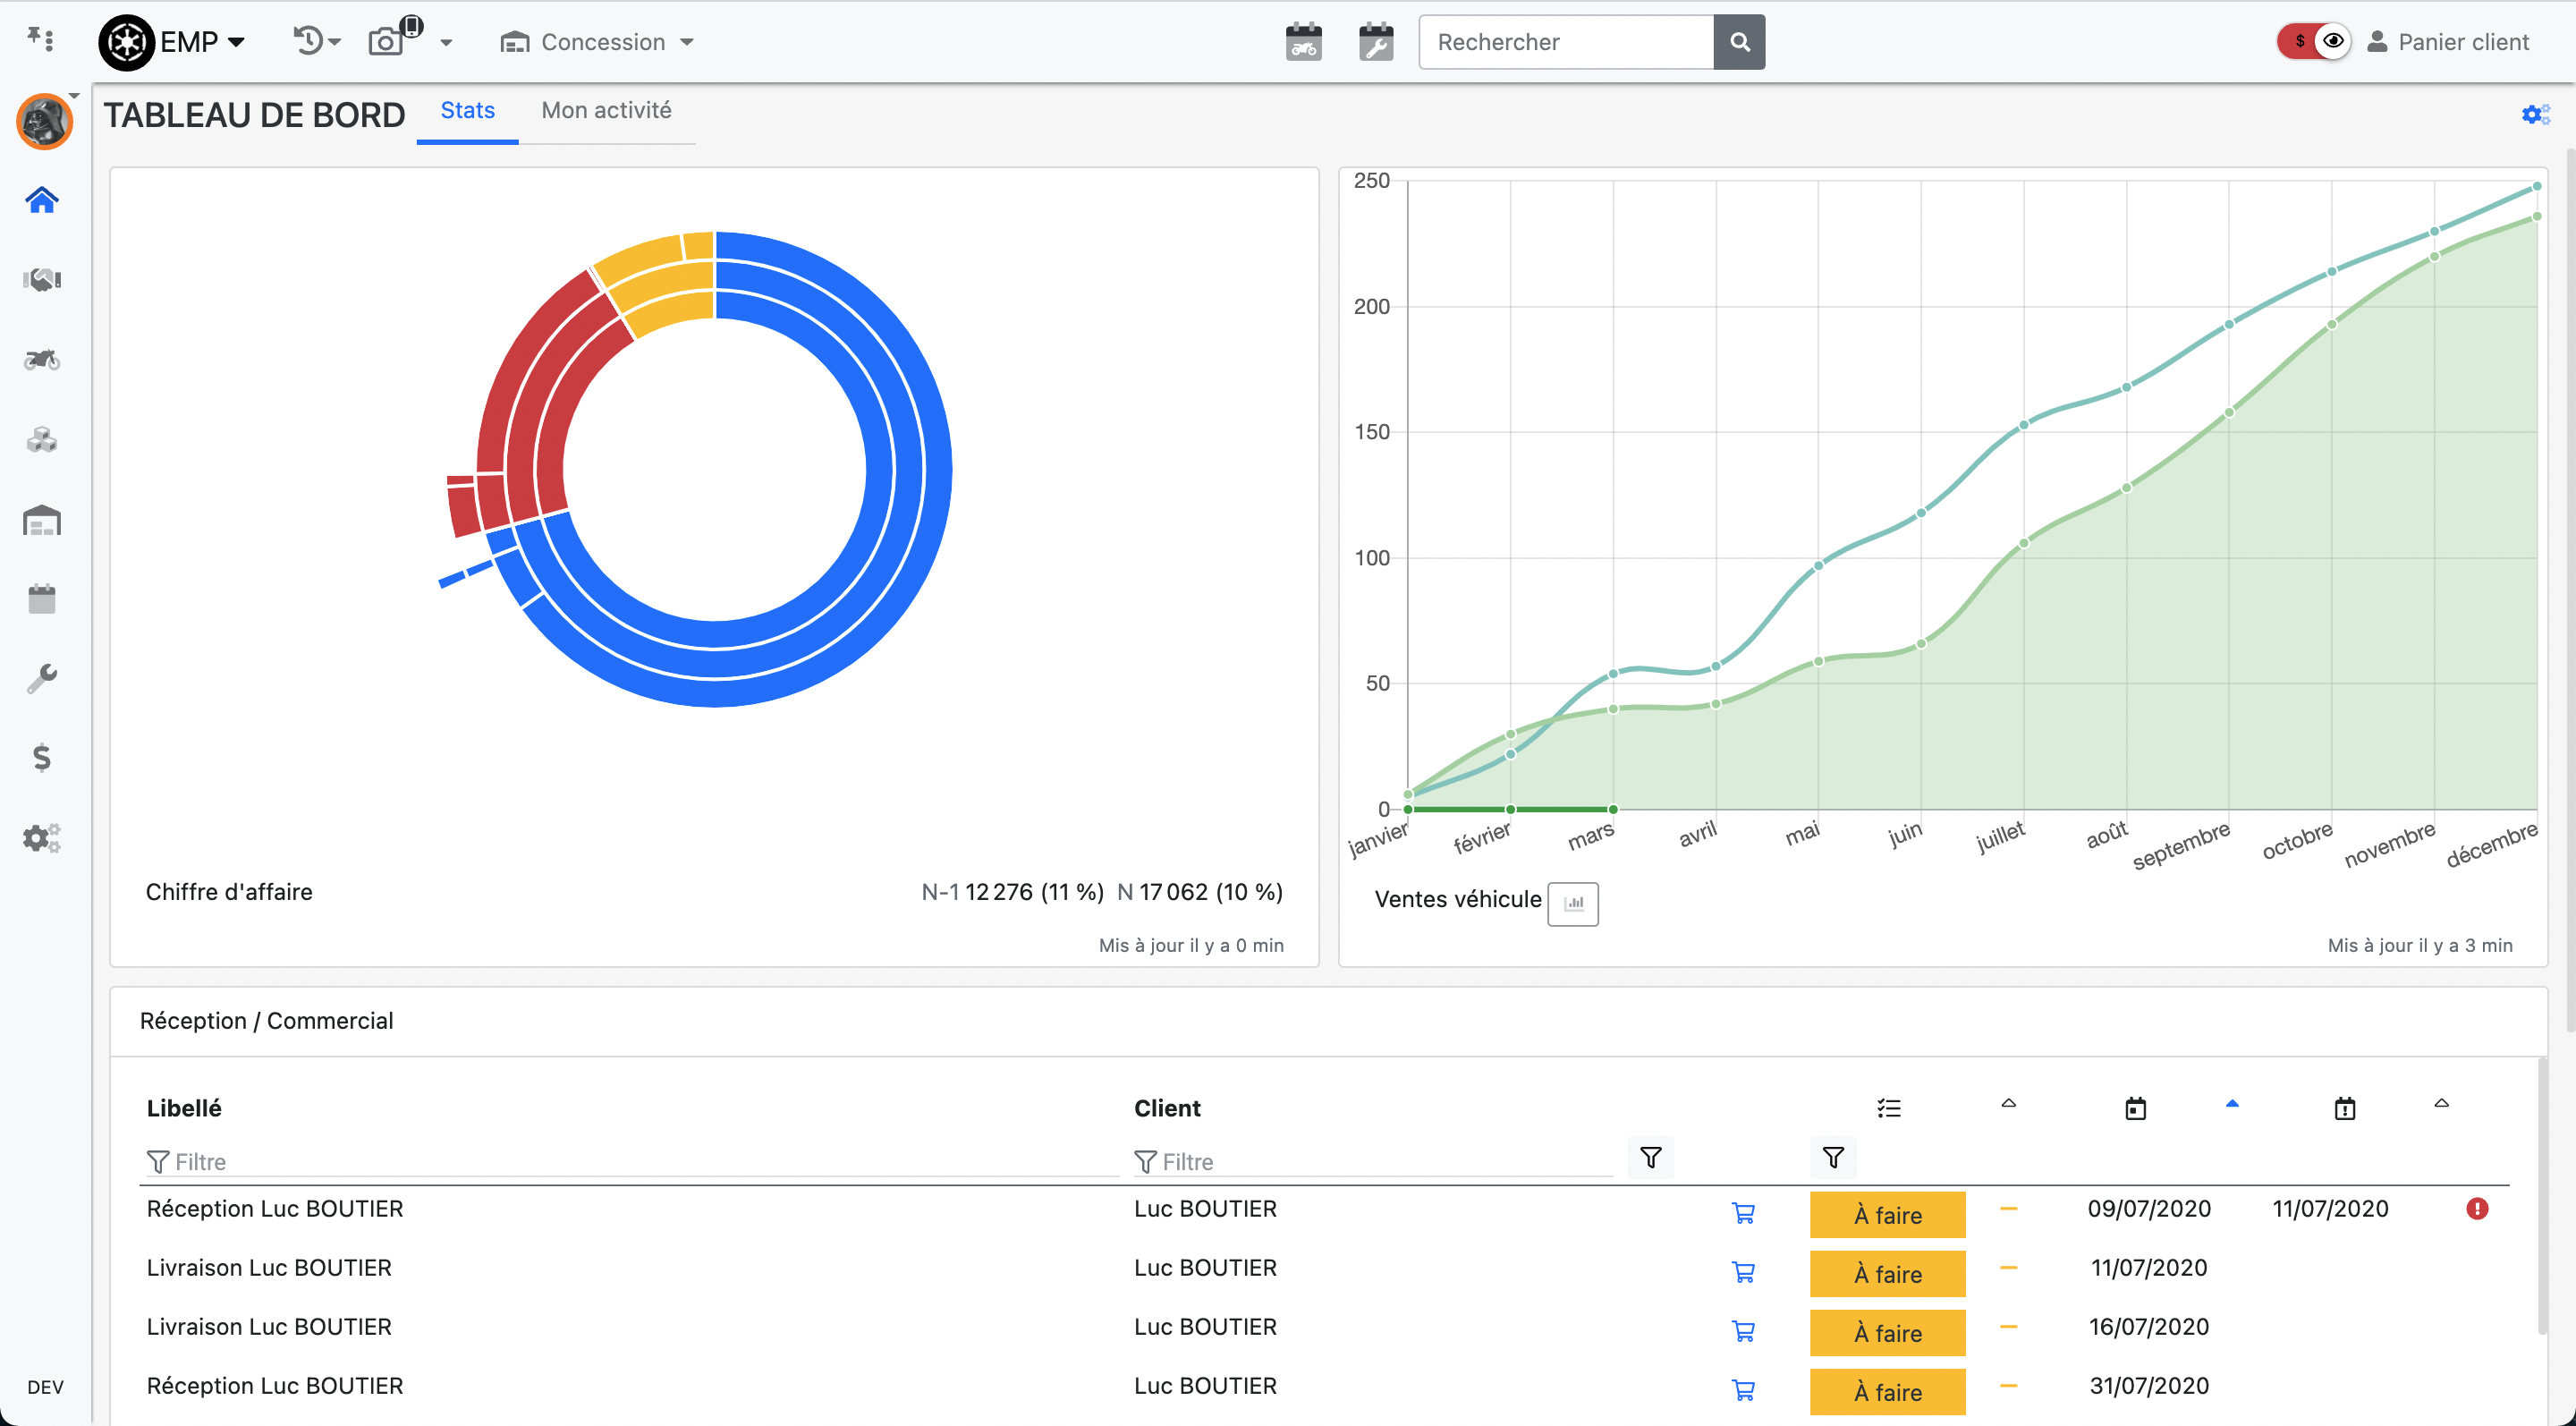 EMP
Concession
Rechercher
$
Panier client
TABLEAU DE BORD
Stats
Mon activité
250
200
150
100
50
0
janvier
février
mars
avril
mai
juin
juillet
août
septembre
octobre
novembre
décembre
Chiffre d'affaire
N-1 12 276 (11 %) N 17 062 (10 %)
Mis à jour il y a 0 min
Ventes véhicule
Mis à jour il y a 3 min
Réception / Commercial
Libellé
Client
Filtre
Filtre
Réception Luc BOUTIER
Luc BOUTIER
À faire
09/07/2020
11/07/2020
Livraison Luc BOUTIER
Luc BOUTIER
À faire
11/07/2020
Livraison Luc BOUTIER
Luc BOUTIER
À faire
16/07/2020
Réception Luc BOUTIER
Luc BOUTIER
À faire
31/07/2020
DEV